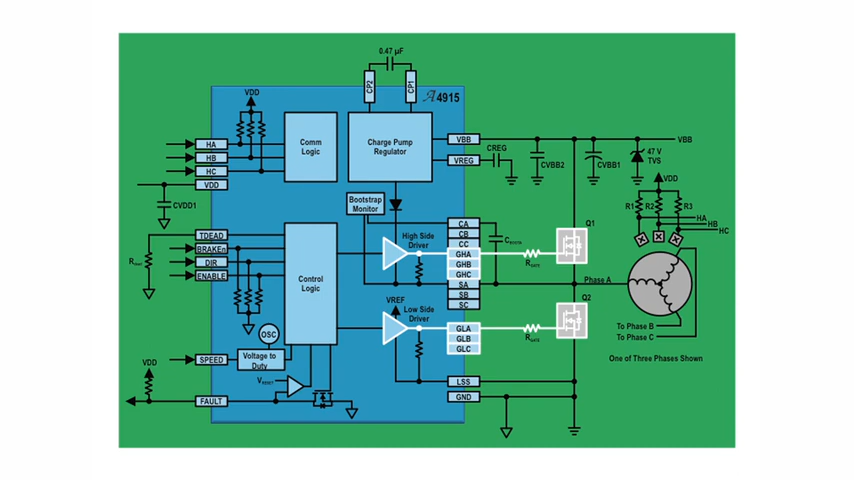 0.47 µF
CP2
CP1
A4915
VDD
HA
HB
HC
VDD
CVDD1
Comm
Logic
Charge Pump
Regulator
VBB
VREG
CREG
CVBB2
CVBB1
47 V
TVS
VBB
VDD
R1
R2
R3
HA
HB
HC
Bootstrap
Monitor
TDEAD
BRAKEn
DIR
ENABLE
Control
Logic
High Side
Driver
CA
CB
CC
GHA
GHB
GHC
SA
SB
SC
Q1
Phase A
VREF
Low Side
Driver
GLA
GLB
GLC
Q2
To Phase B
To Phase C
One of Three Phases Shown
OSC
VDD
SPEED
Voltage to
Duty
FAULT
LSS
GND